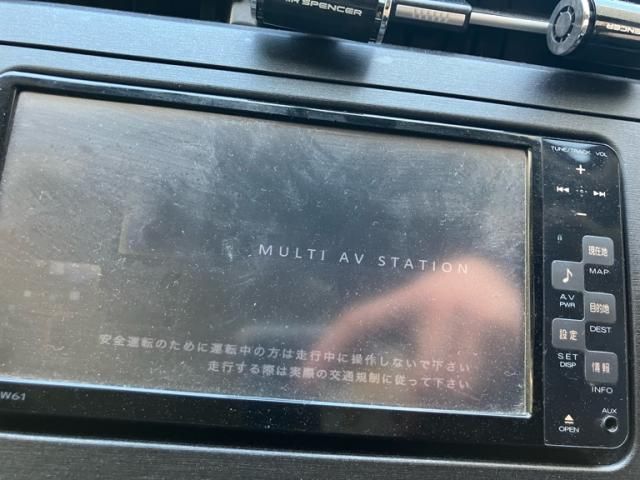 R SPENCER
SPENCER
TUNE/TRACK VOL
+
−
MULTI AV STATION
現在地
MAP
♪
AV
PWR
目的地
DEST
設定
SET
DISP
情報
INFO
安全運転のために運転中の方は走行中に操作しないで下さい
走行する際は実際の交通規制に従って下さい
W61
OPEN
AUX